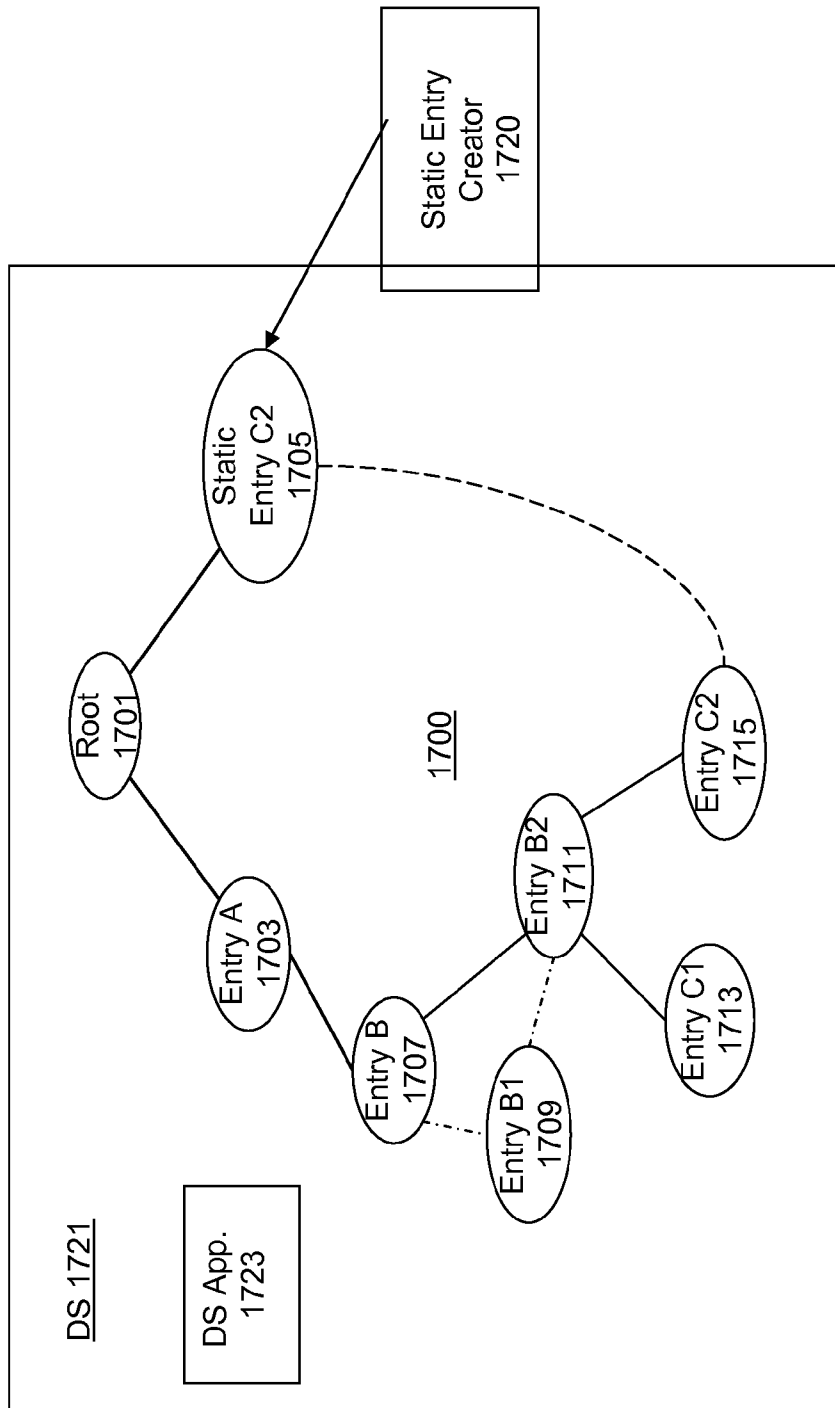 DS 1721
DS App.
1723
Root
1701
Entry A
1703
Static
Entry C2
1705
Static Entry
Creator
1720
Entry B
1707
1700
Entry B1
1709
Entry B2
1711
Entry C1
1713
Entry C2
1715